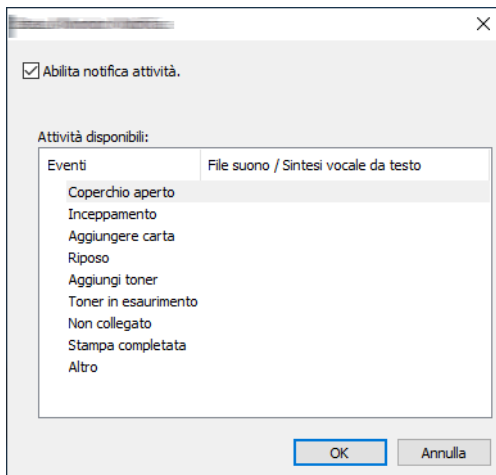 Abilita notifica attività.
Attività disponibili:
Eventi File suono / Sintesi vocale da testo
Coperchio aperto
Inceppamento
Aggiungere carta
Riposo
Aggiungi toner
Toner in esaurimento
Non collegato
Stampa completata
Altro
OK Annulla